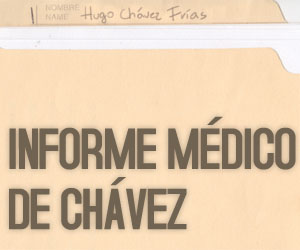 NOMBRE
NAME Hugo Chávez Frías
INFORME MÉDICO
DE CHÁVEZ